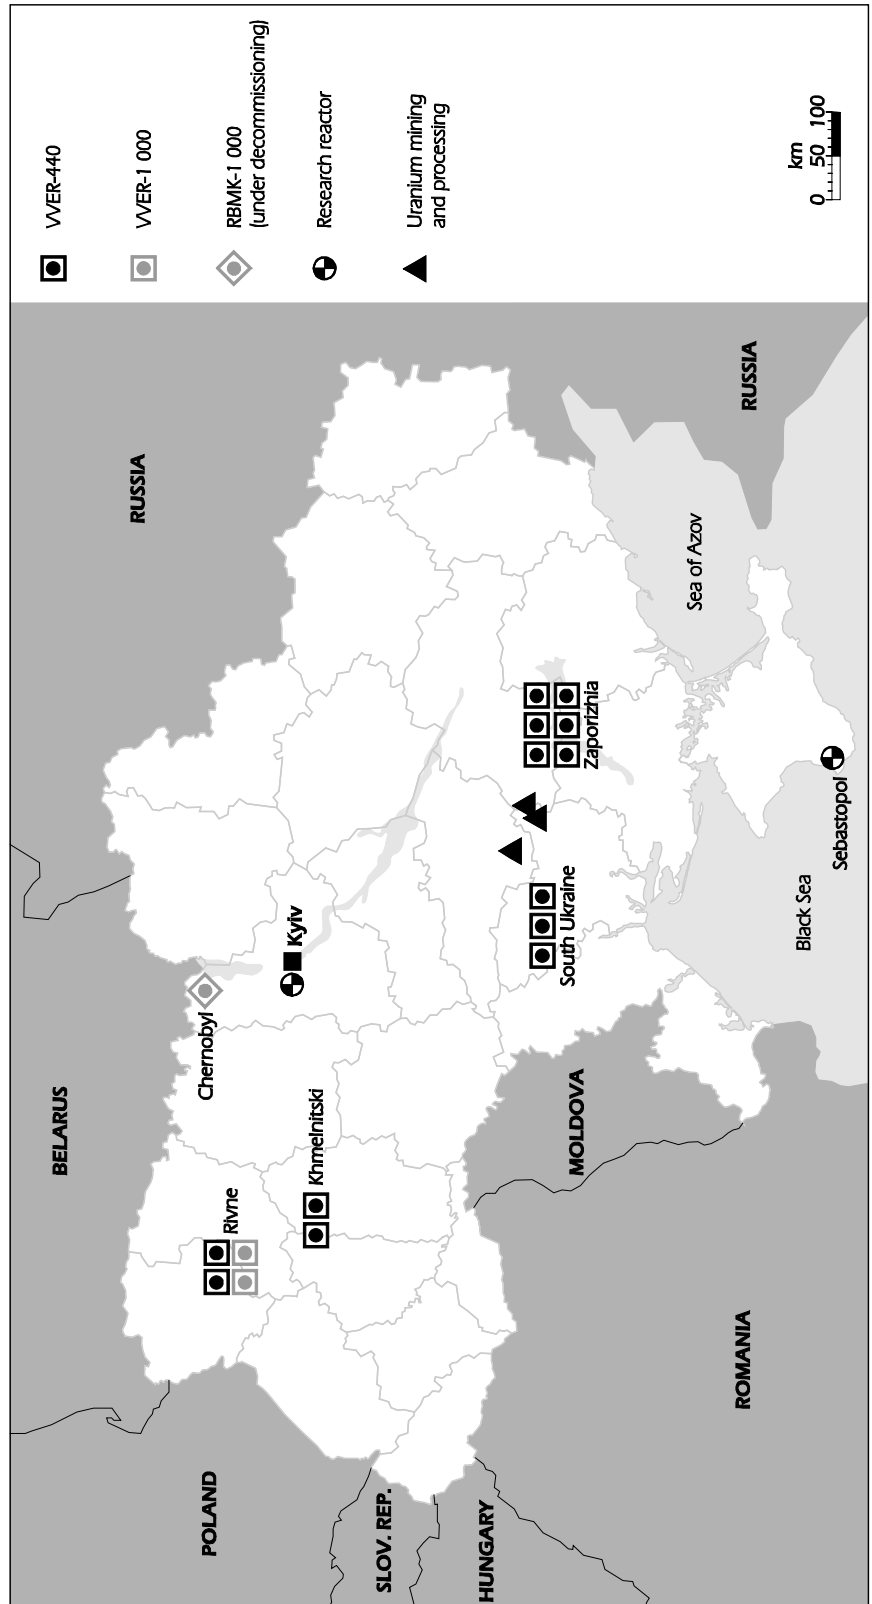 BELARUS
RUSSIA
POLAND
Rivne
Chernobyl
Kyiv
Khmelnitski
SLOV. REP.
HUNGARY
MOLDOVA
South Ukraine
Zaporizhia
Sea of Azov
ROMANIA
RUSSIA
Black Sea
Sebastopol
VVER-440
VVER-1 000
RBMK-1 000
(under decommissioning)
Research reactor
Uranium mining
and processing
km
0 50 100